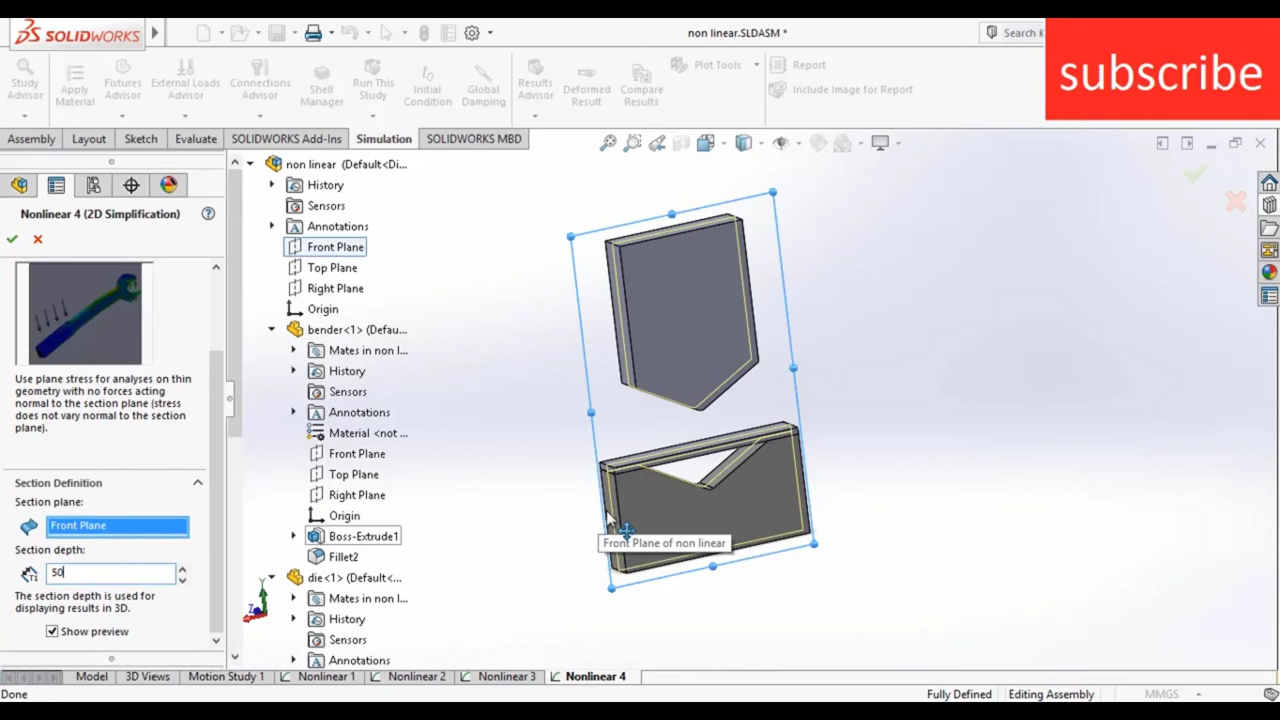 SOLIDWORKS
non linear.SLDASM *
Search K
subscribe
Study Advisor
Apply Material
Fixtures Advisor
External Loads Advisor
Connections Advisor
Shell Manager
Run This Study
Initial Condition
Global Damping
Results Advisor
Deformed Result
Compare Results
Plot Tools
Report
Include Image for Report
Assembly
Layout
Sketch
Evaluate
SOLIDWORKS Add-Ins
Simulation
SOLIDWORKS MBD
Nonlinear 4 (2D Simplification)
Use plane stress for analyses on thin
geometry with no forces acting
normal to the section plane (stress
does not vary normal to the section
plane).
Section Definition
Section plane:
Front Plane
Section depth:
50
The section depth is used for
displaying results in 3D.
Show preview
non linear (Default<Di...
History
Sensors
Annotations
Front Plane
Top Plane
Right Plane
Origin
bender<1> (Defau...
Mates in non l...
History
Sensors
Annotations
Material <not ...
Front Plane
Top Plane
Right Plane
Origin
Boss-Extrude1
Fillet2
die<1> (Default<...
Mates in non l...
History
Sensors
Annotations
Front Plane of non linear
Y
Z
Model
3D Views
Motion Study 1
Nonlinear 1
Nonlinear 2
Nonlinear 3
Nonlinear 4
Done
Fully Defined
Editing Assembly
MMGS